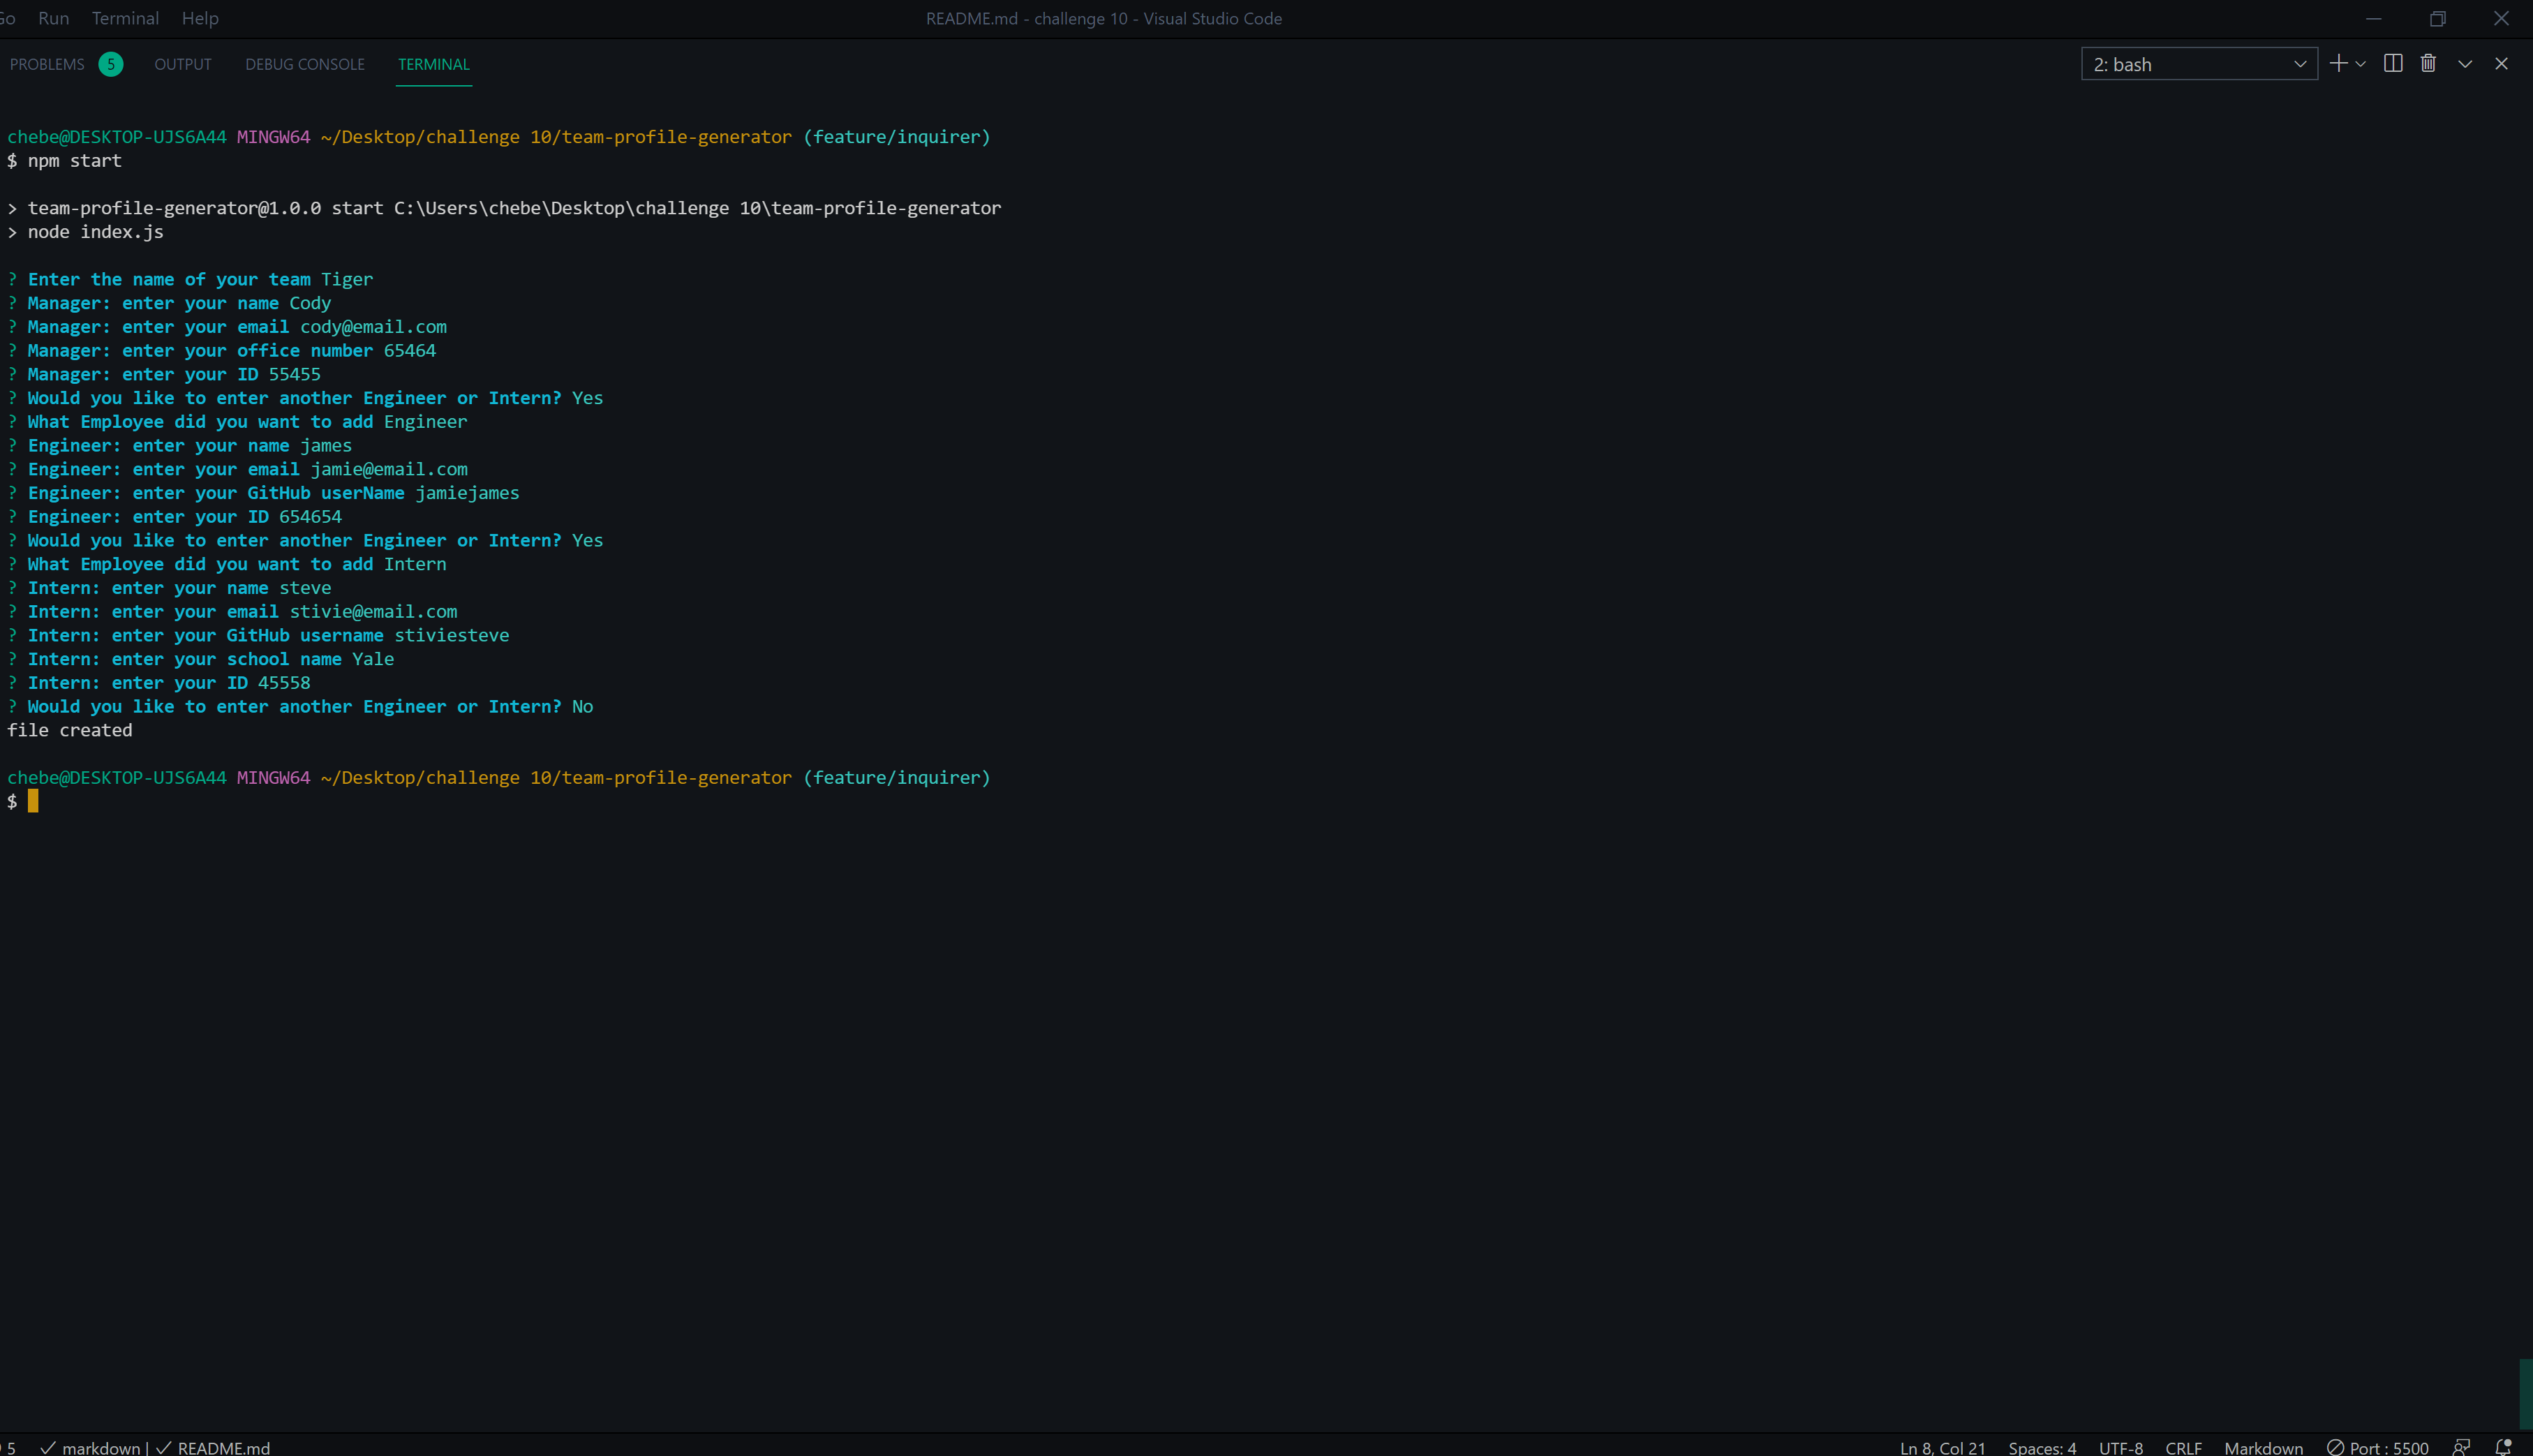 Go Run Terminal Help README.md - challenge 10 - Visual Studio Code
PROBLEMS 5 OUTPUT DEBUG CONSOLE TERMINAL 2: bash
chebe@DESKTOP-UJS6A44 MINGW64 ~/Desktop/challenge 10/team-profile-generator (feature/inquirer)
$ npm start
> team-profile-generator@1.0.0 start C:\Users\chebe\Desktop\challenge 10\team-profile-generator
> node index.js
? Enter the name of your team Tiger
? Manager: enter your name Cody
? Manager: enter your email cody@email.com
? Manager: enter your office number 65464
? Manager: enter your ID 55455
? Would you like to enter another Engineer or Intern? Yes
? What Employee did you want to add Engineer
? Engineer: enter your name james
? Engineer: enter your email jamie@email.com
? Engineer: enter your GitHub userName jamiejames
? Engineer: enter your ID 654654
? Would you like to enter another Engineer or Intern? Yes
? What Employee did you want to add Intern
? Intern: enter your name steve
? Intern: enter your email stivie@email.com
? Intern: enter your GitHub username stiviesteve
? Intern: enter your school name Yale
? Intern: enter your ID 45558
? Would you like to enter another Engineer or Intern? No
file created
chebe@DESKTOP-UJS6A44 MINGW64 ~/Desktop/challenge 10/team-profile-generator (feature/inquirer)
$
5 markdown | README.md Ln 8, Col 21 Spaces: 4 UTF-8 CRLF Markdown Port : 5500